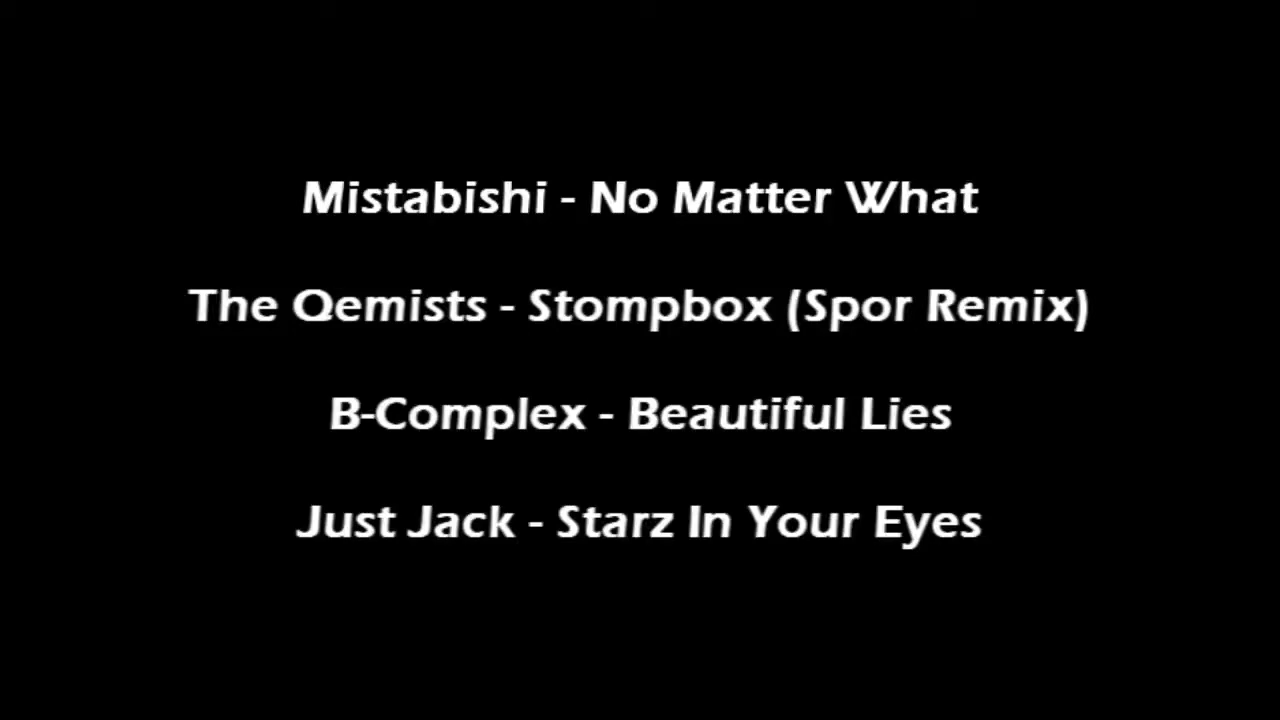 Mistabishi - No Matter What
The Qemists - Stompbox (Spor Remix)
B-Complex - Beautiful Lies
Just Jack - Starz In Your Eyes